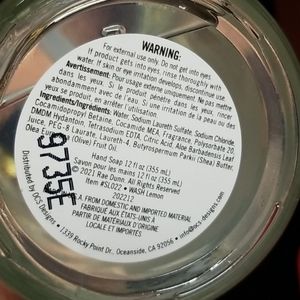 WARNING:
For external use only. Do not get into eyes.
If product gets into eyes, rinse thoroughly with
water. If skin or eye irritation develops, discontinue use.
Avertissement: Pour usage externe uniquement. Ne pas mettre
dans les yeux. Si le produit pénètre dans les yeux, rincer
abondamment avec de l'eau. Si une irritation de la peau ou des
yeux se produit, en arrêter l'utilisation.
Ingredients/Ingrédients: Water, Sodium Laureth Sulfate, Sodium Chloride,
Cocamidopropyl Betaine, Cocamide MEA, Fragrance, Polysorbate 20,
DMDM Hydantoin, Tetrasodium EDTA, Citric Acid, Aloe Barbadensis Leaf
Juice, PEG-8 Laurate, Laureth-4, Butyrospermum Parkii (Shea) Butter,
Olea Europaea (Olive) Fruit Oil
9735E
Hand Soap 12 fl oz (355 mL)
Savon pour les mains 12 fl oz (355 mL)
© 2021 Rae Dunn. All Rights Reserved
Item #SL022 • WASH Lemon
202212
FROM DOMESTIC AND IMPORTED MATERIAL
FABRIQUÉ AUX ÉTATS-UNIS À
PARTIR DE MATÉRIAUX D'ORIGINE
LOCALE ET IMPORTÉS
Distributed by DCS Designs • 1339 Rocky Point Dr., Oceanside, CA 92056 • dcs-designs.com